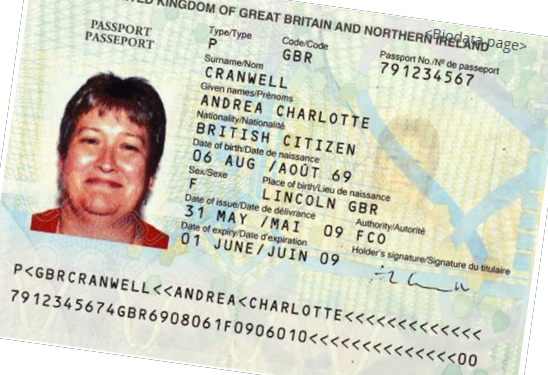 KINGDOM OF GREAT BRITAIN AND NORTHERN IRELAND
<Biodata page>
PASSPORT
PASSEPORT
Type/Type Code/Code Passport No./Nº de passeport
P GBR 791234567
Surname/Nom
CRANWELL
Given names/Prénoms
ANDREA CHARLOTTE
Nationality/Nationalité
BRITISH CITIZEN
Date of birth/Date de naissance
06 AUG /AOÛT 69
Sex/Sexe Place of birth/Lieu de naissance
F LINCOLN GBR
Date of issue/Date de délivrance Authority/Autorité
31 MAY /MAI 09 FCO
Date of expiry/Date d'expiration Holder's signature/Signature du titulaire
01 JUNE/JUIN 09
P<GBRCRANWELL<<ANDREA<CHARLOTTE<<<<<<<<<<<<<
7912345674GBR6908061F0906010<<<<<<<<<<<<<<00